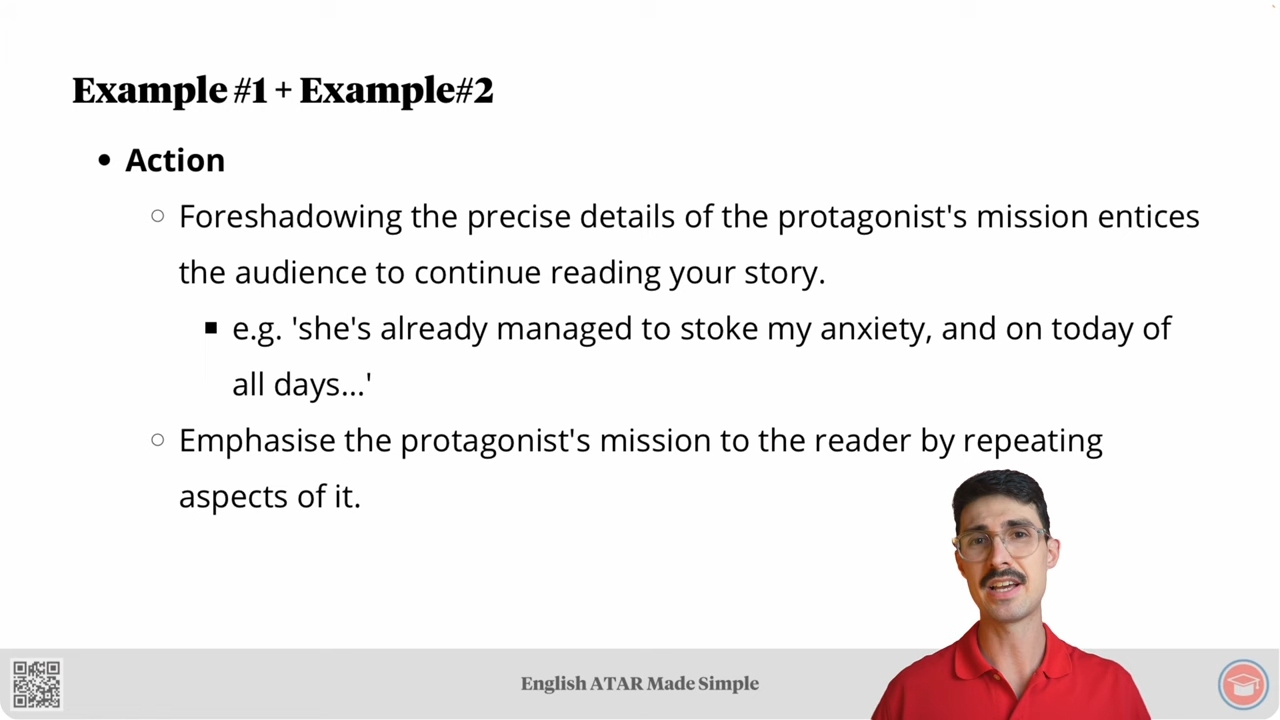 Example #1 + Example#2
Action
Foreshadowing the precise details of the protagonist's mission entices
the audience to continue reading your story.
e.g. 'she's already managed to stoke my anxiety, and on today of
all days...'
Emphasise the protagonist's mission to the reader by repeating
aspects of it.
English ATAR Made Simple